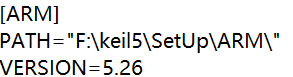 [ARM]
PATH="F:\keil5\SetUp\ARM\"
VERSION=5.26